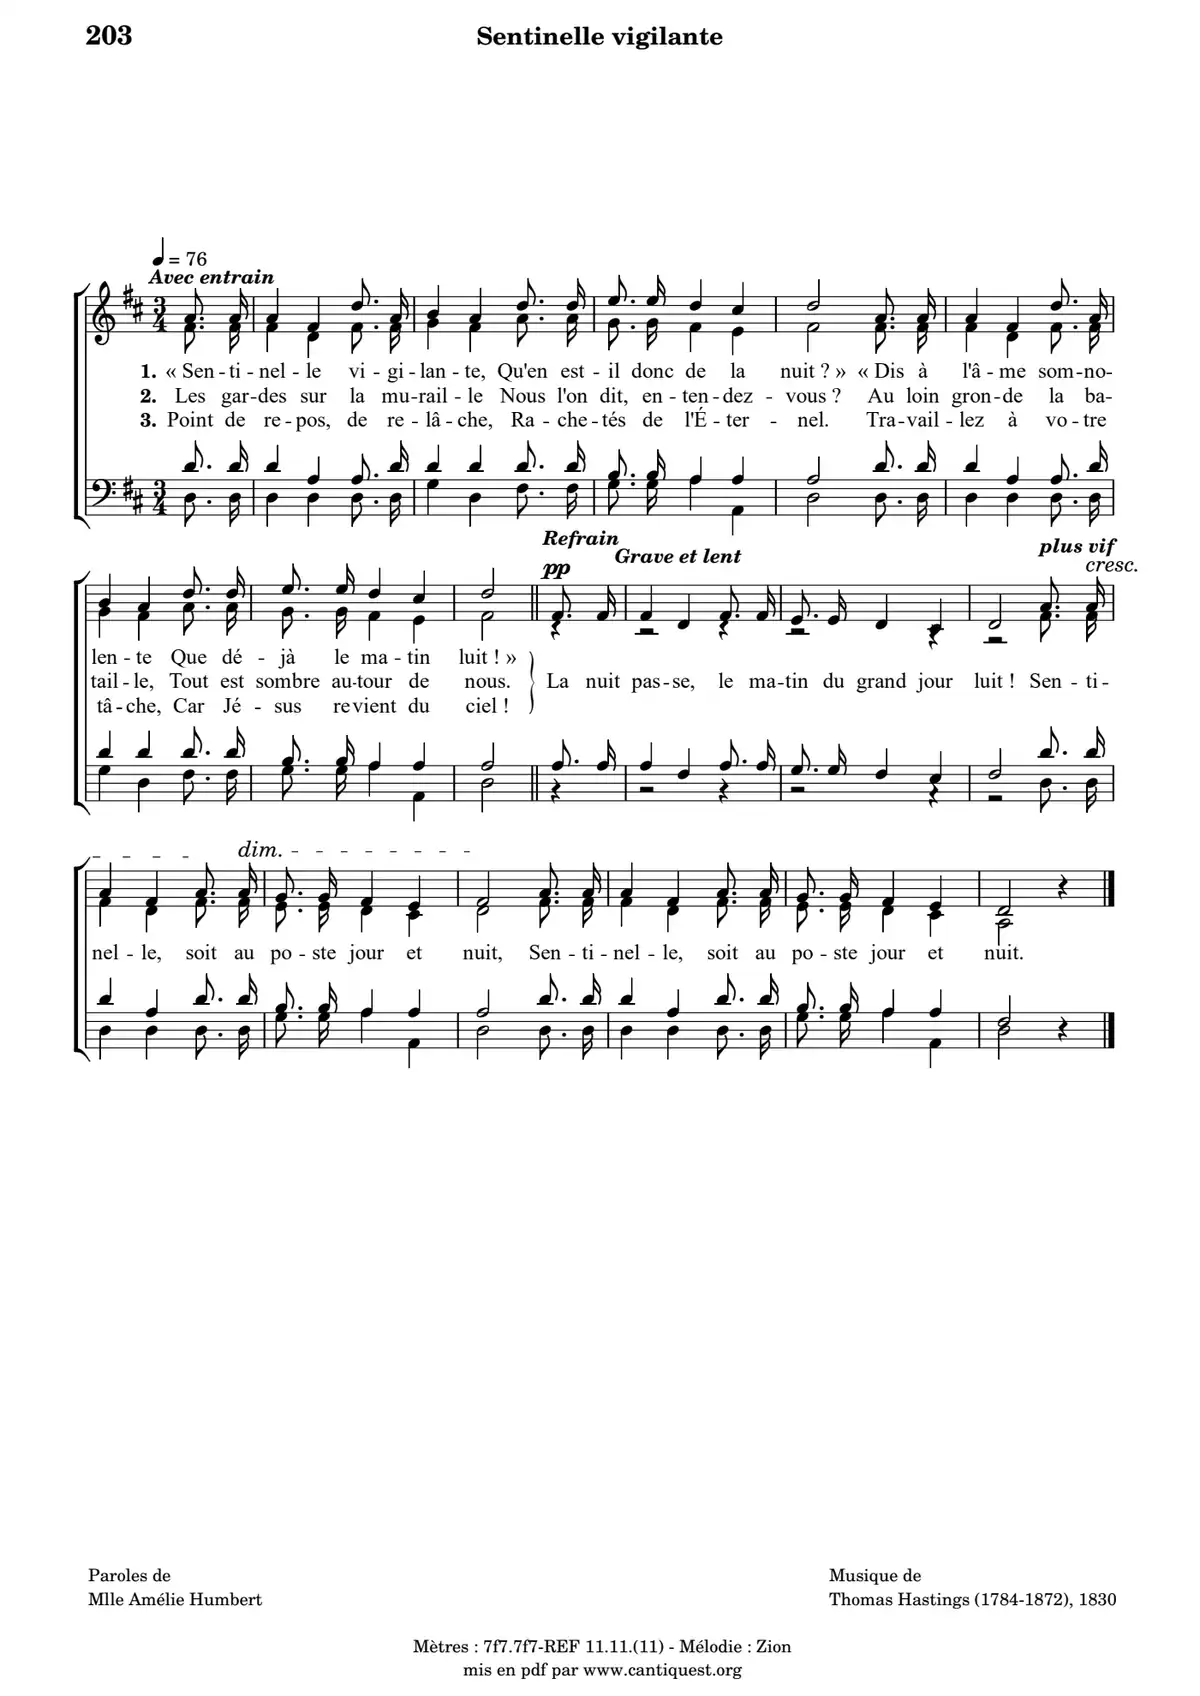 203 Sentinelle vigilante
= 76
Avec entrain
3 4
1. « Sen - ti - nel - le vi - gi - lan - te, Qu'en est - il donc de la nuit ? » « Dis à l'â - me som - no-
2. Les gar - des sur la mu - rail - le Nous l'on dit, en - ten - dez - vous ? Au loin gron - de la ba-
3. Point de re - pos, de re - lâ - che, Ra - che - tés de l'É - ter - nel. Tra - vail - lez à vo - tre
3 4
Refrain
Grave et lent
plus vif
pp
cresc.
len - te Que dé - jà le ma - tin luit ! »
tail - le, Tout est sombre au - tour de nous. La nuit pas - se, le ma - tin du grand jour luit ! Sen - ti -
tâ - che, Car Jé - sus revient du ciel !
dim.
nel - le, soit au po - ste jour et nuit, Sen - ti - nel - le, soit au po - ste jour et nuit.
Paroles de
Mlle Amélie Humbert
Musique de
Thomas Hastings (1784-1872), 1830
Mètres : 7f7.7f7-REF 11.11.(11) - Mélodie : Zion
mis en pdf par www.cantiquest.org